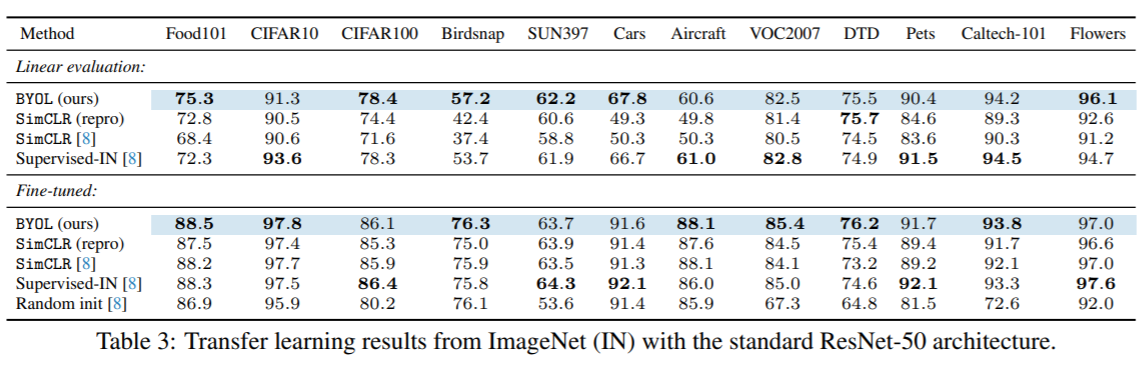 Method Food101 CIFAR10 CIFAR100 Birdsnap SUN397 Cars Aircraft VOC2007 DTD Pets Caltech-101 Flowers
Linear evaluation:
BYOL (ours) 75.3 91.3 78.4 57.2 62.2 67.8 60.6 82.5 75.5 90.4 94.2 96.1
SimCLR (repro) 72.8 90.5 74.4 42.4 60.6 49.3 49.8 81.4 75.7 84.6 89.3 92.6
SimCLR [8] 68.4 90.6 71.6 37.4 58.8 50.3 50.3 80.5 74.5 83.6 90.3 91.2
Supervised-IN [8] 72.3 93.6 78.3 53.7 61.9 66.7 61.0 82.8 74.9 91.5 94.5 94.7
Fine-tuned:
BYOL (ours) 88.5 97.8 86.1 76.3 63.7 91.6 88.1 85.4 76.2 91.7 93.8 97.0
SimCLR (repro) 87.5 97.4 85.3 75.0 63.9 91.4 87.6 84.5 75.4 89.4 91.7 96.6
SimCLR [8] 88.2 97.7 85.9 75.9 63.5 91.3 88.1 84.1 73.2 89.2 92.1 97.0
Supervised-IN [8] 88.3 97.5 86.4 75.8 64.3 92.1 86.0 85.0 74.6 92.1 93.3 97.6
Random init [8] 86.9 95.9 80.2 76.1 53.6 91.4 85.9 67.3 64.8 81.5 72.6 92.0
Table 3: Transfer learning results from ImageNet (IN) with the standard ResNet-50 architecture.